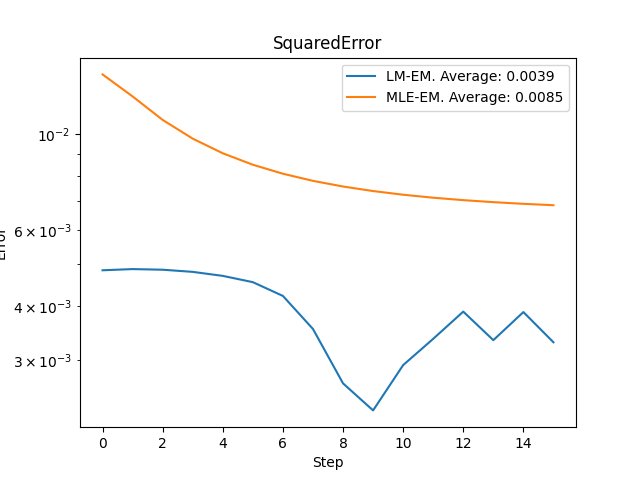 SquaredError
LM-EM. Average: 0.0039
MLE-EM. Average: 0.0085
10⁻²
6 × 10⁻³
4 × 10⁻³
3 × 10⁻³
Error
0 2 4 6 8 10 12 14
Step